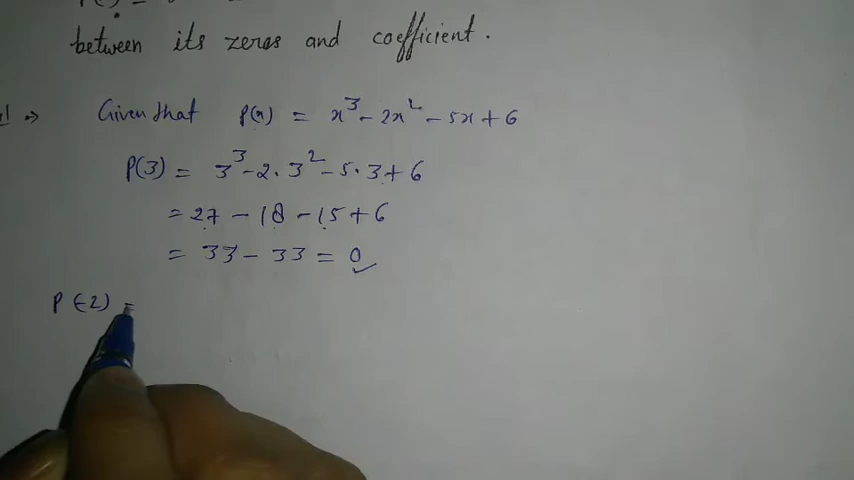 between its zeros and coefficient.
Given that P(x) = x³ - 2x² - 5x + 6
P(3) = 3³ - 2·3² - 5·3 + 6
= 27 - 18 - 15 + 6
= 33 - 33 = 0 ✓
P(-2) =